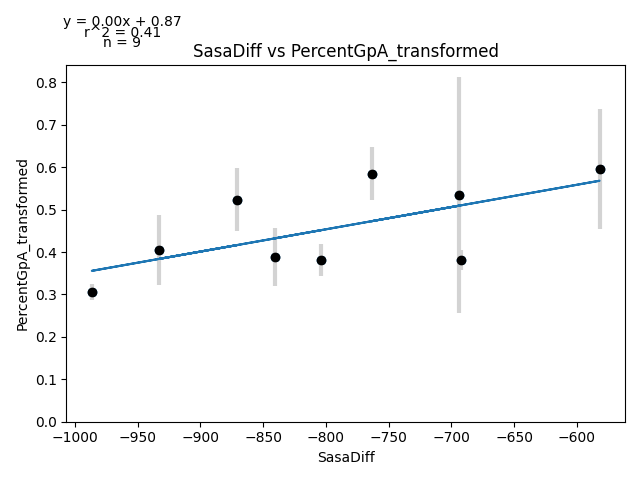 y = 0.00x + 0.87
r^2 = 0.41
n = 9
SasaDiff vs PercentGpA_transformed
PercentGpA_transformed
0.8
0.7
0.6
0.5
0.4
0.3
0.2
0.1
0.0
−1000 −950 −900 −850 −800 −750 −700 −650 −600
SasaDiff